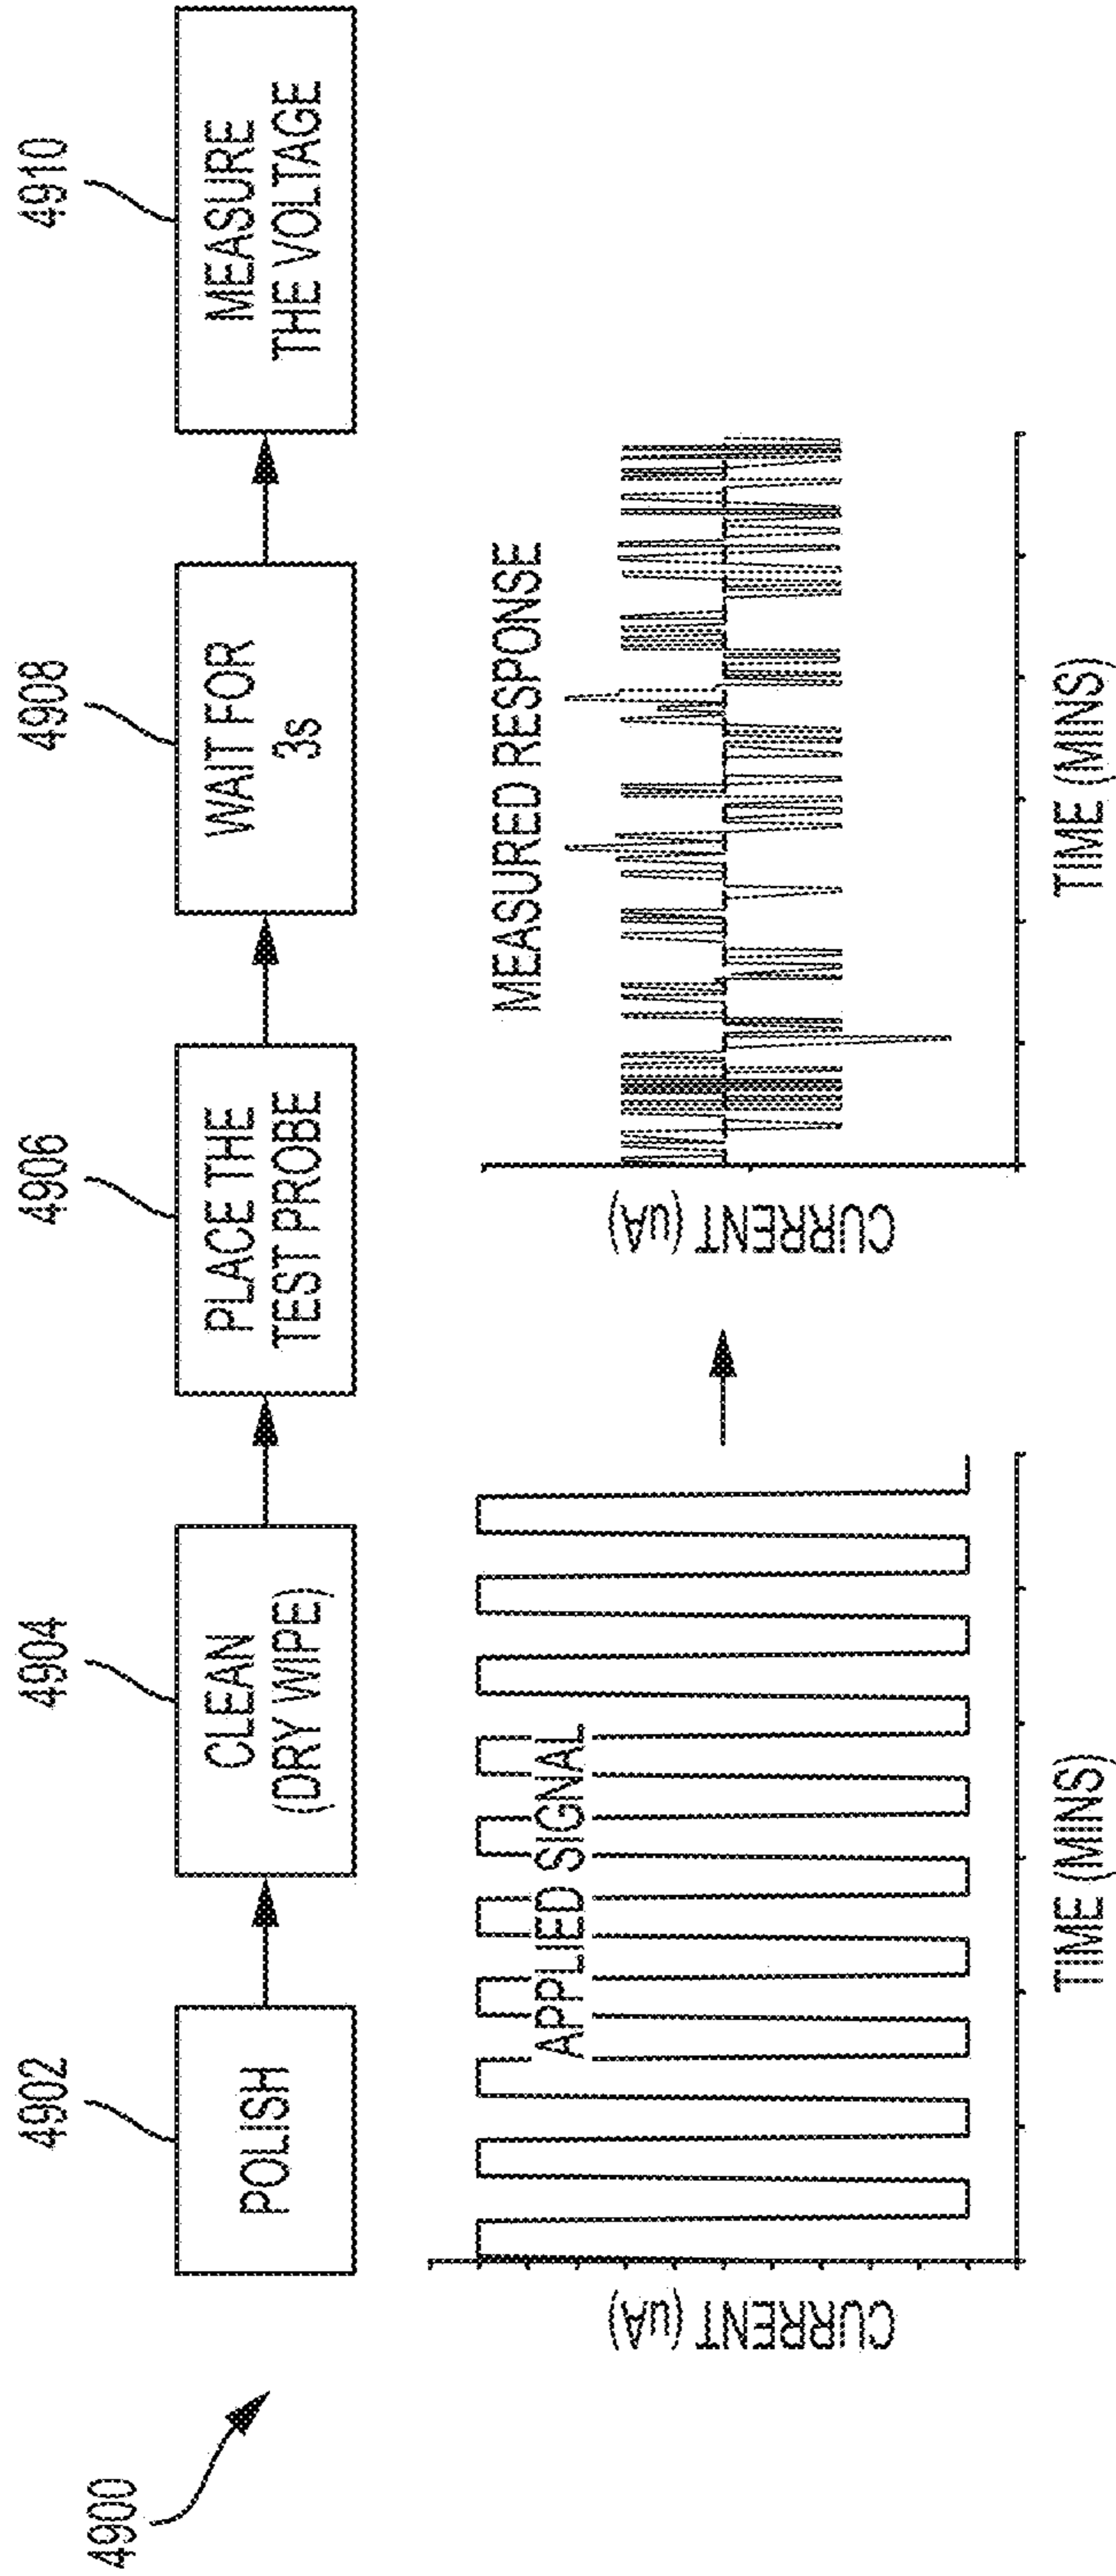 4900
4902
POLISH
4904
CLEAN
(DRY WIPE)
4906
PLACE THE
TEST PROBE
4908
WAIT FOR
3s
4910
MEASURE
THE VOLTAGE
CURRENT (uA)
APPLIED SIGNAL
TIME (MINS)
CURRENT (uA)
MEASURED RESPONSE
TIME (MINS)